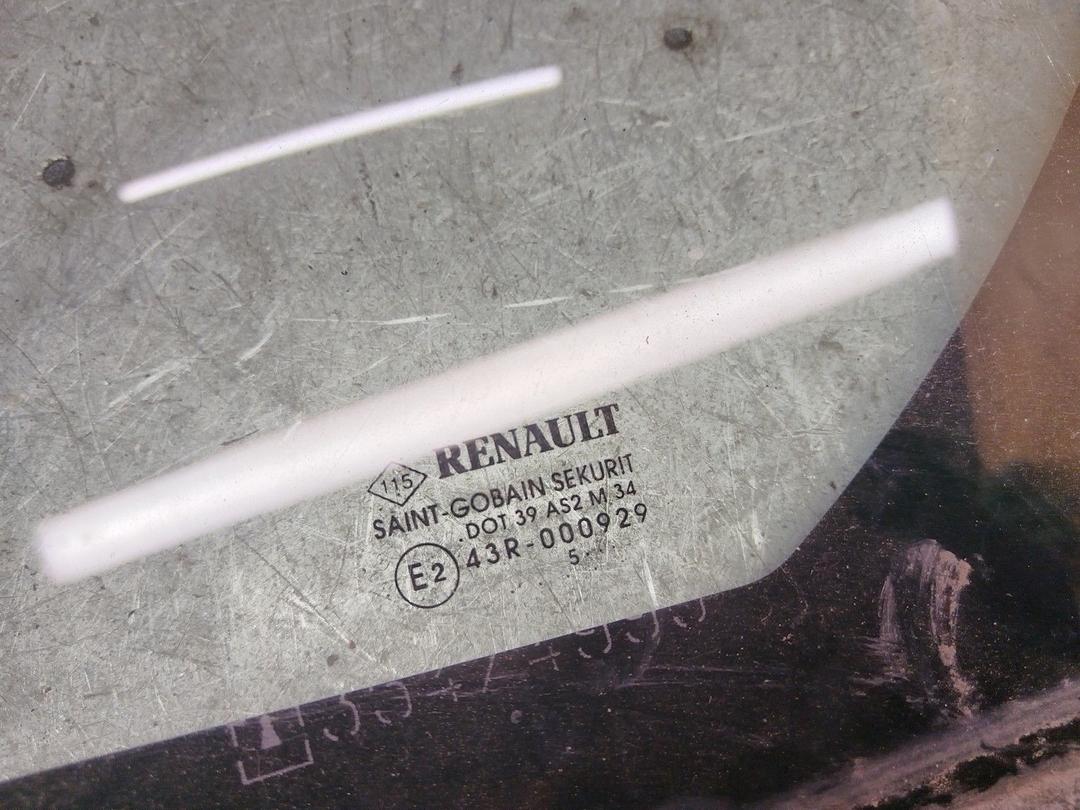 RENAULT
115
SAINT-GOBAIN SEKURIT
DOT 39 AS2 M 34
E2 43R-000929
5